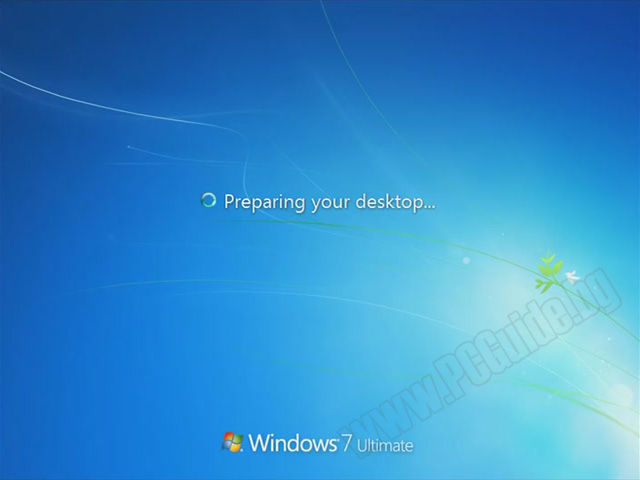 Preparing your desktop...
www.PCGuide.bg
Windows 7 Ultimate